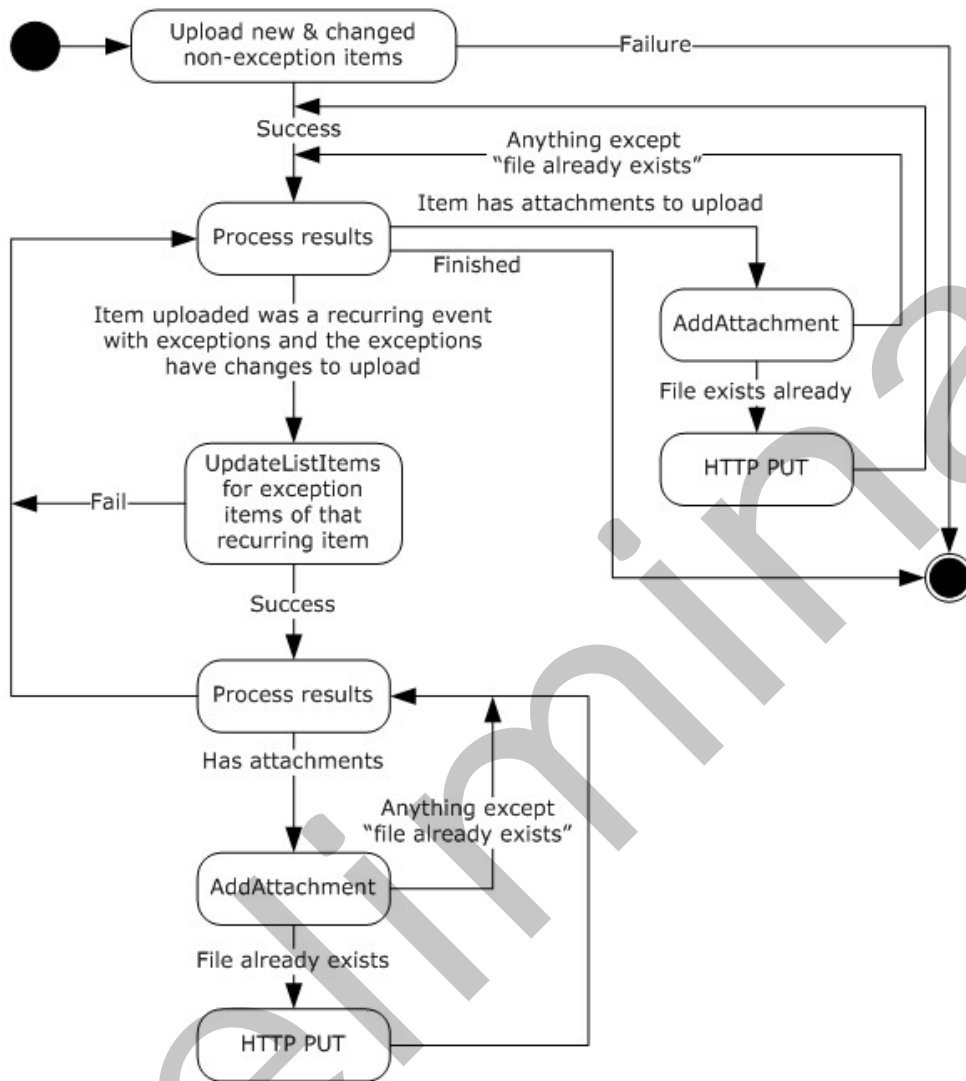 Upload new & changed
non-exception items
Failure
Success
Anything except
“file already exists”
Item has attachments to upload
Process results
Finished
Item uploaded was a recurring event
with exceptions and the exceptions
have changes to upload
AddAttachment
File exists already
HTTP PUT
UpdateListItems
for exception
items of that
recurring item
Fail
Success
Process results
Has attachments
Anything except
“file already exists”
AddAttachment
File already exists
HTTP PUT
elimina